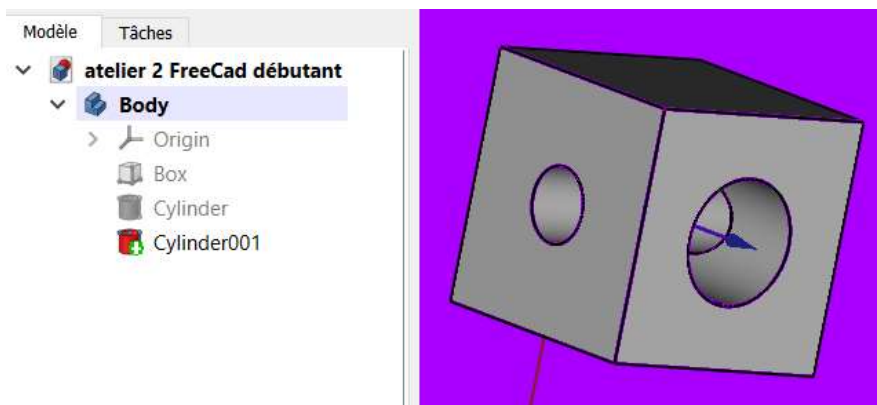 Modèle Tâches
atelier 2 FreeCad débutant
Body
Origin
Box
Cylinder
Cylinder001